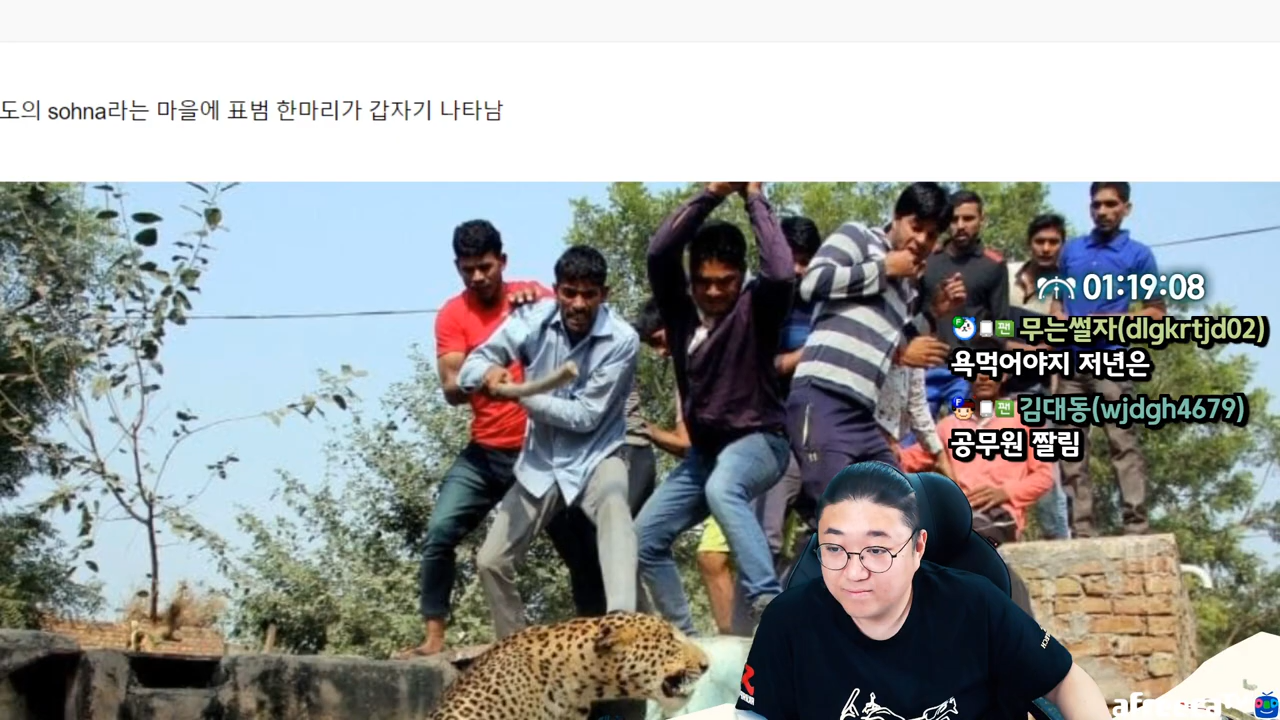 도의 sohna라는 마을에 표범 한마리가 갑자기 나타남
01:19:08
팬 무는썰자(dlgkrtjd02)
욕먹어야지 저년은
팬 김대동(wjdgh4679)
공무원 짤림